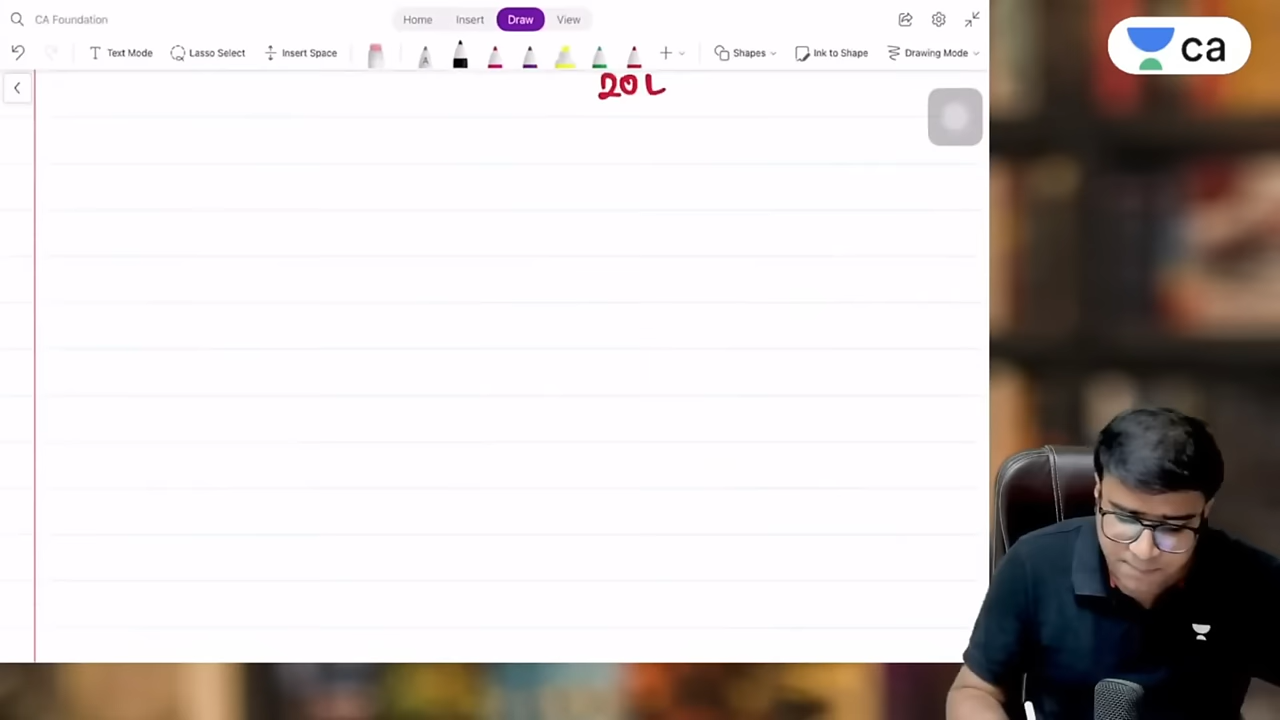 CA Foundation
Home Insert Draw View
Text Mode Lasso Select Insert Space A Shapes Ink to Shape Drawing Mode
20 L
ca